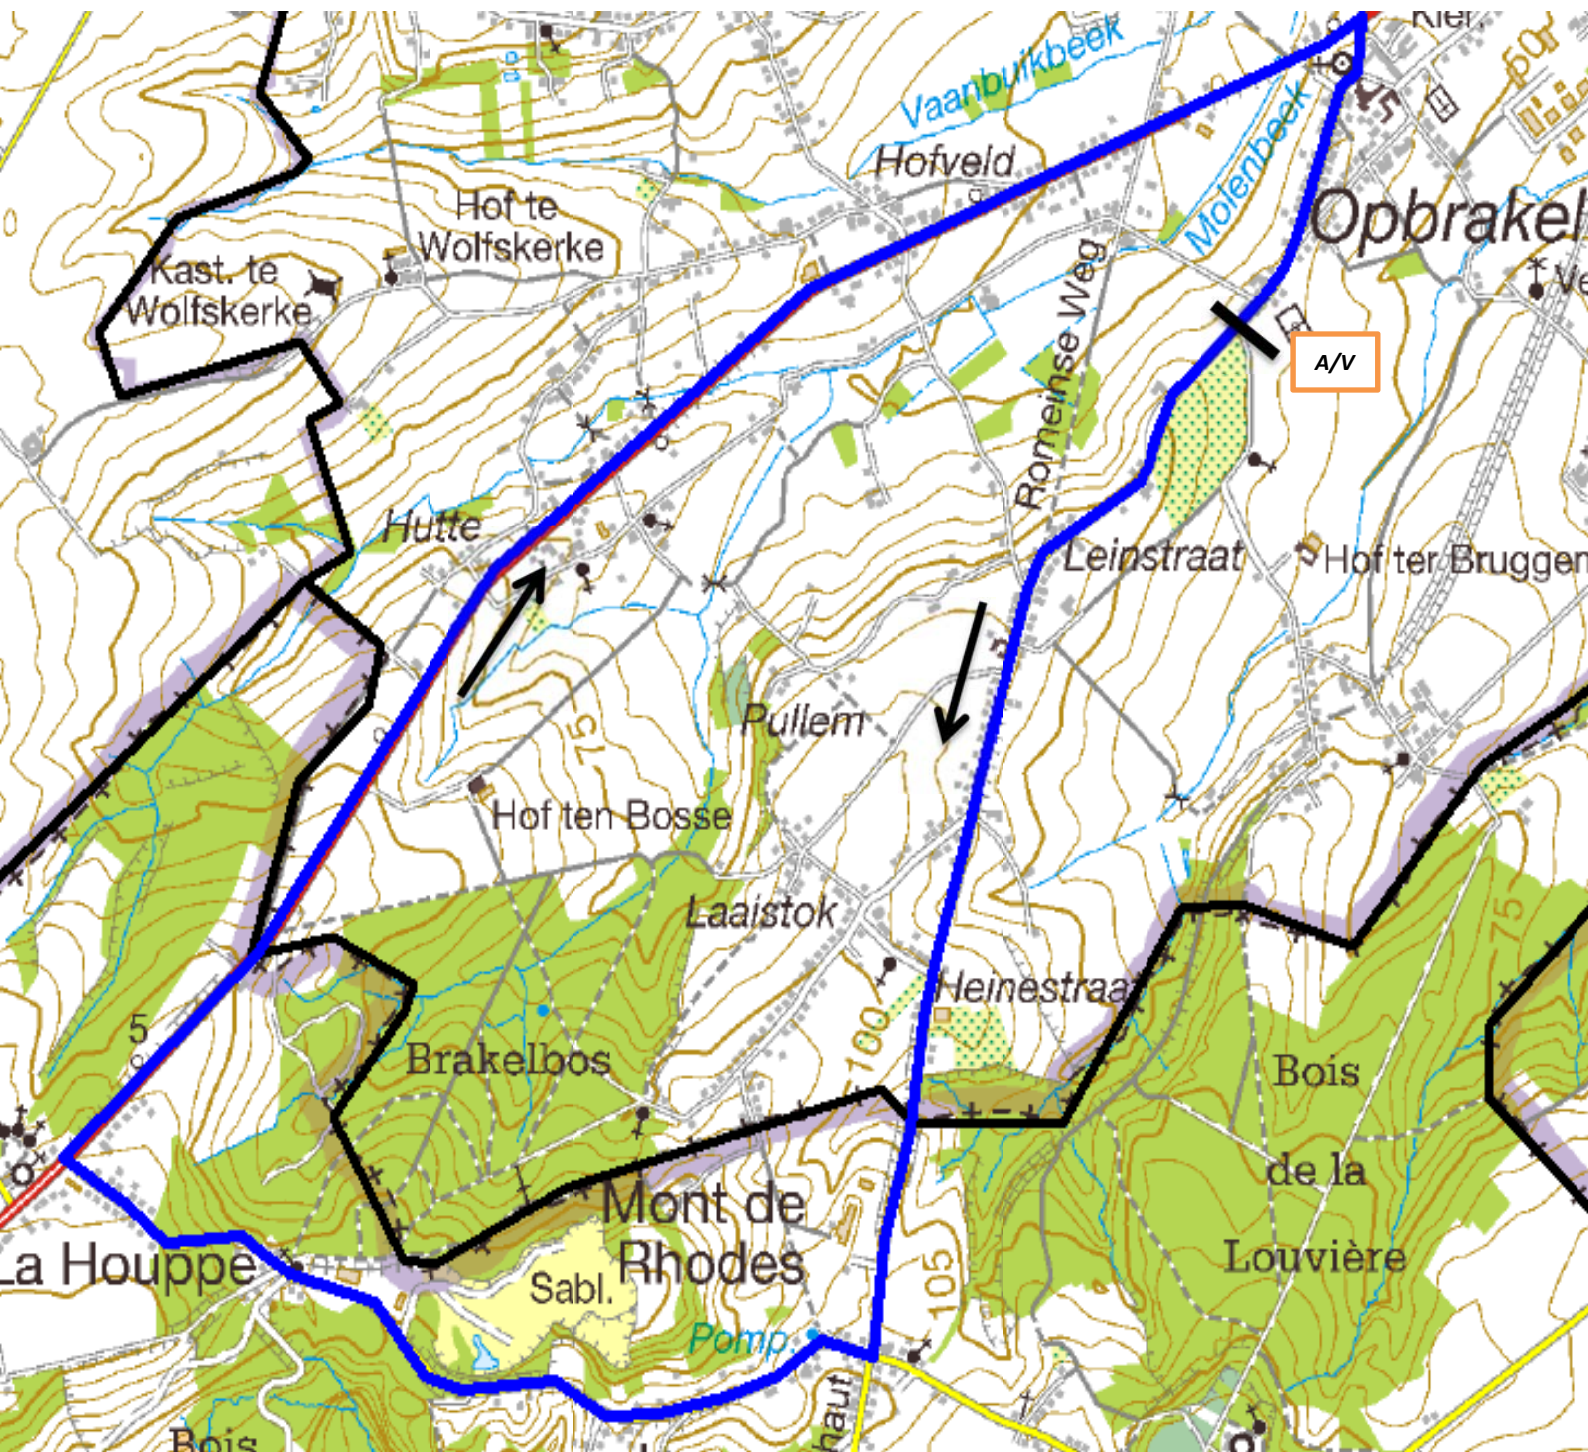 Vaanbuikbeek
60
Hofveld
Molenbeek
45
Opbrakel
Hof te
Wolfskerke
Kast. te
Wolfskerke
Romeinse Weg
A/V
Hutte
Leinstraat
Hof ter Bruggen
Pullem
75
Hof ten Bosse
Laaistok
75
Heinestraat
5
100
Brakelbos
Bois
de la
Louvière
Mont de
Rhodes
La Houppe
Sabl.
105
Pomp.
haut
Bois